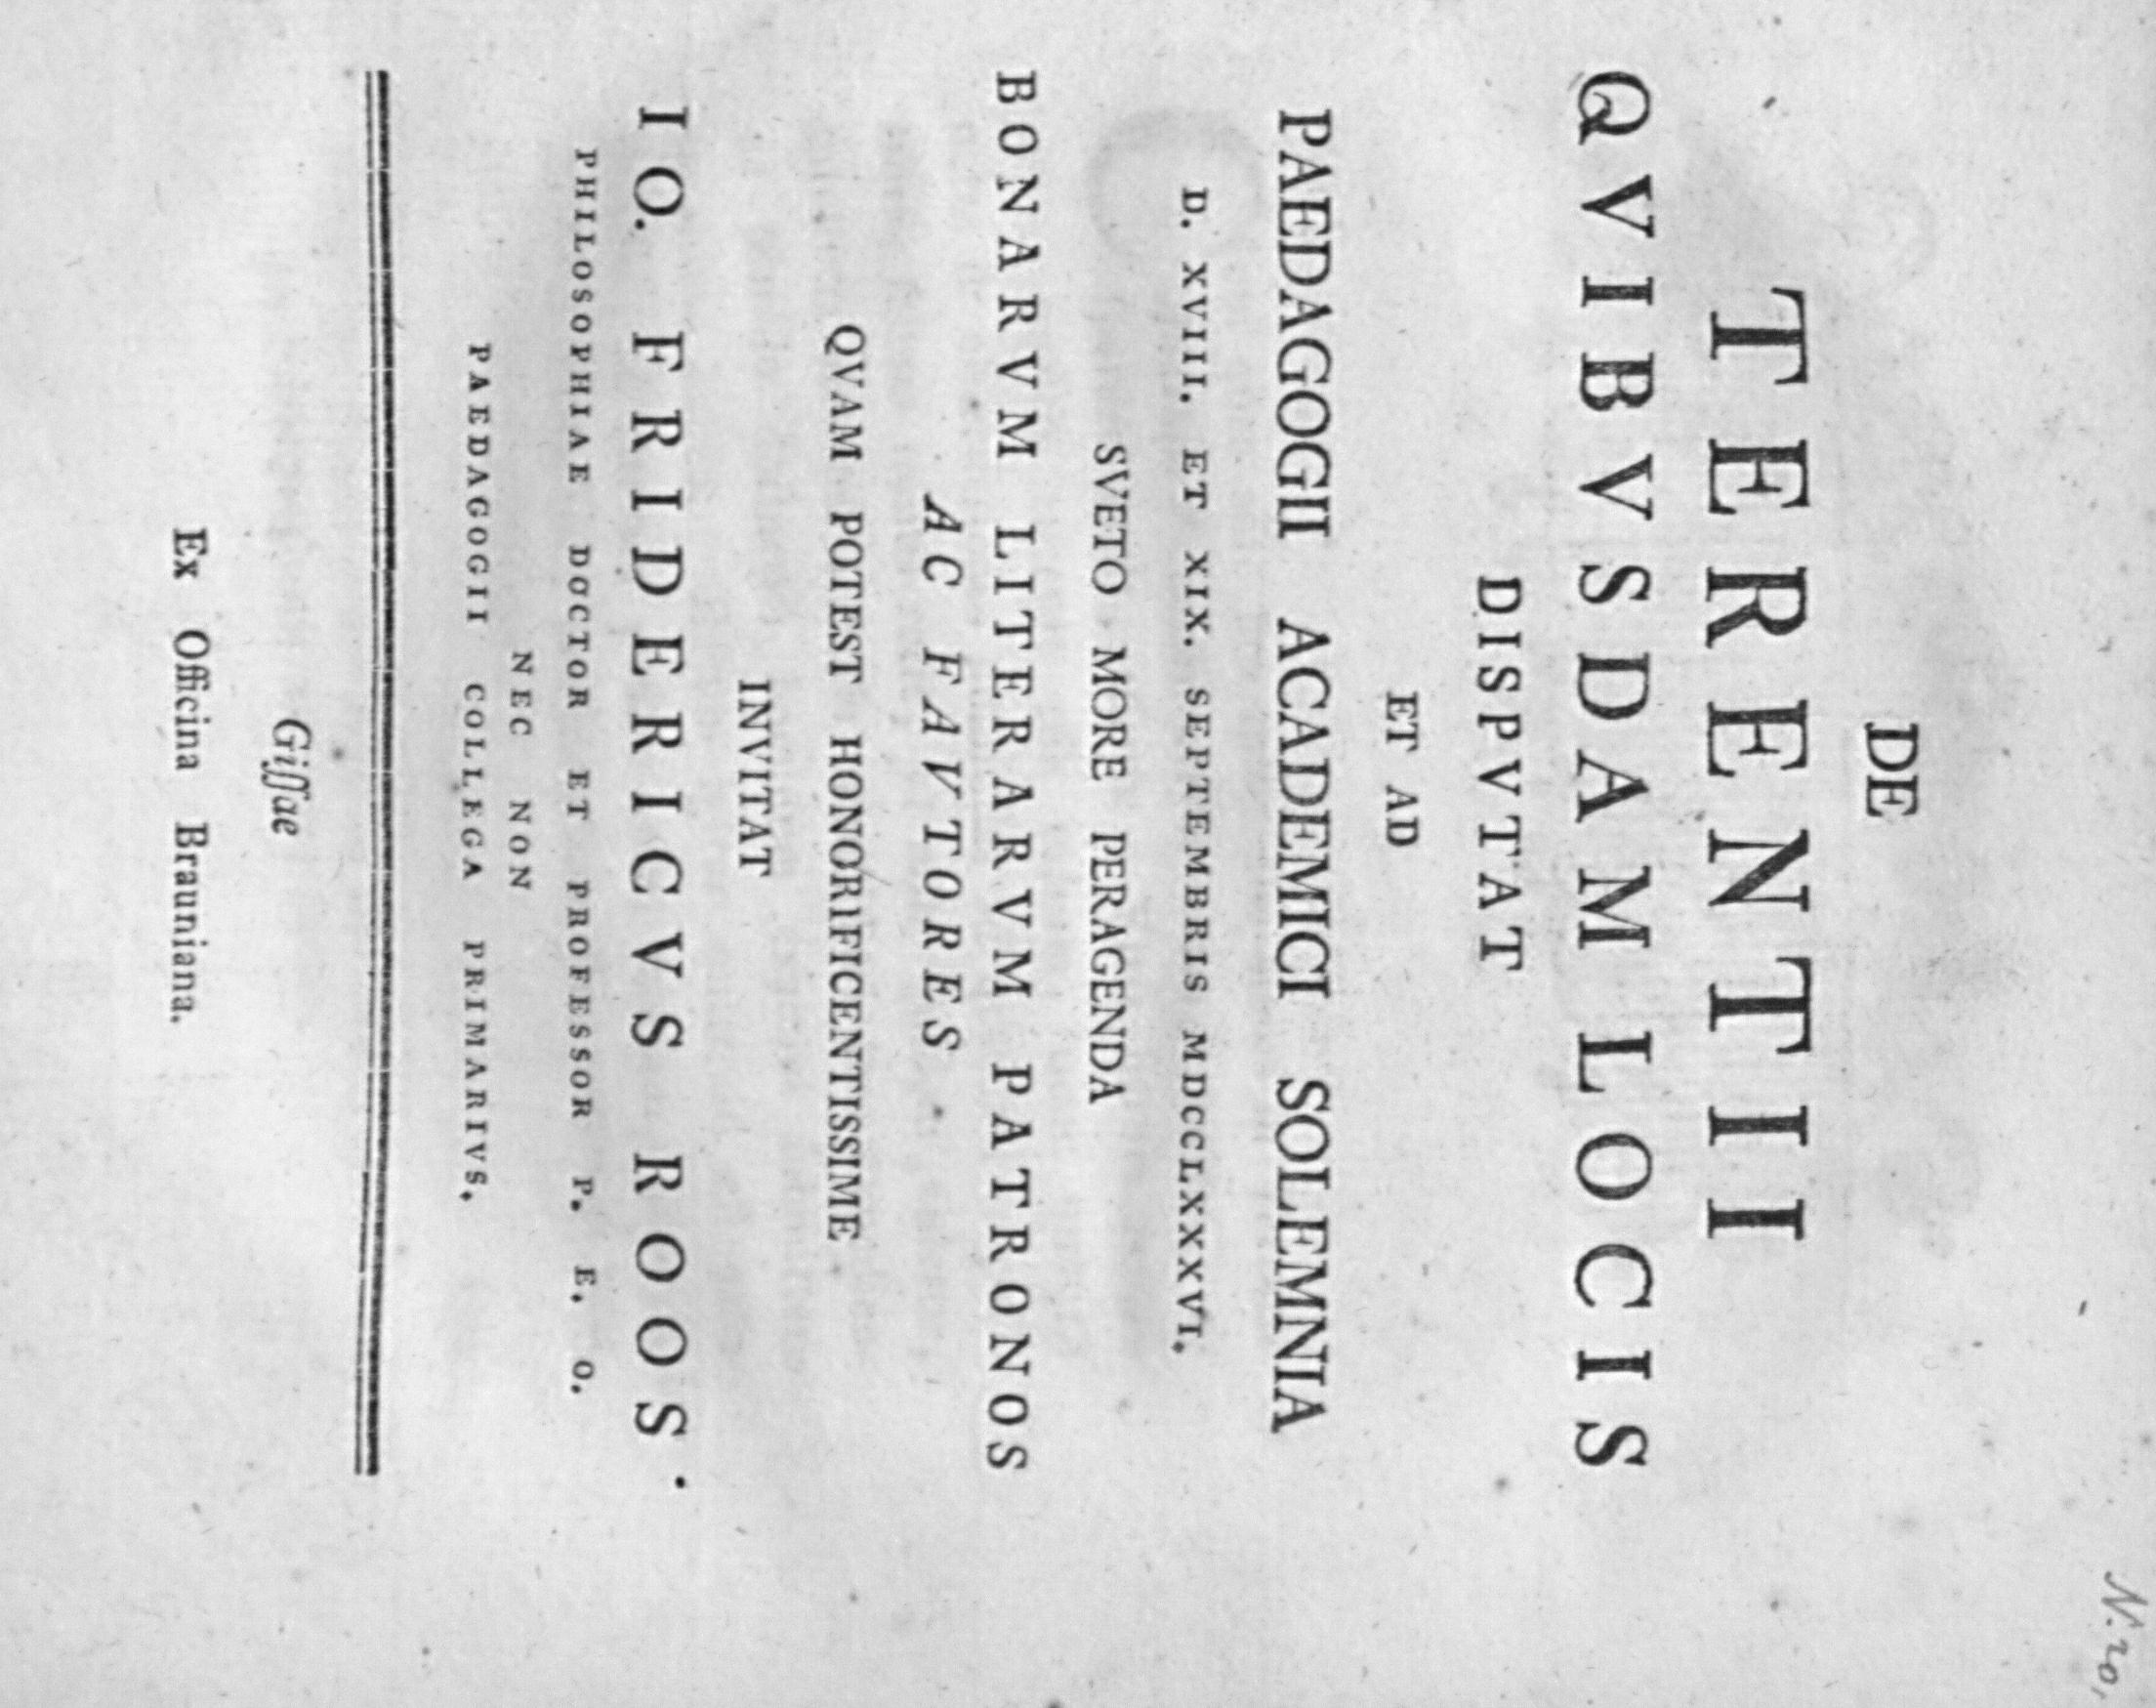 N. 20,
DE
TERENTII
QVIBVSDAM LOCIS
DISPVTAT
ET AD
PAEDAGOGII ACADEMICI SOLEMNIA
D. XVIII. ET XIX. SEPTEMBRIS MDCCLXXXVI.
SVETO MORE PERAGENDA
BONARVM LITERARVM PATRONOS
AC FAVTORES
QVAM POTEST HONORIFICENTISSIME
INVITAT
IO. FRIDERICVS ROOS.
PHILOSOPHIAE DOCTOR ET PROFESSOR P. E. O.
NEC NON
PAEDAGOGII COLLEGA PRIMARIVS.
Giſſae
Ex Officina Brauniana.